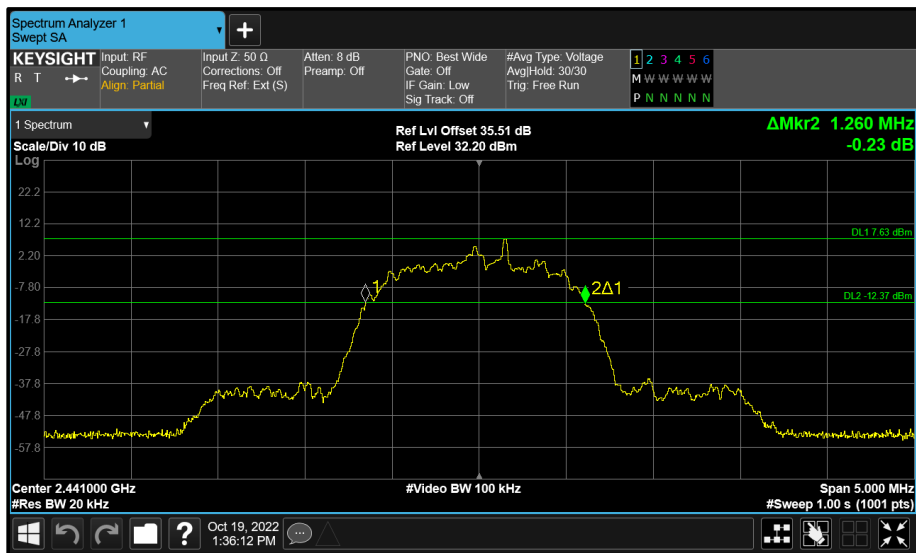 Spectrum Analyzer 1
Swept SA
+
KEYSIGHT
R T
LXI
Input: RF
Coupling: AC
Align: Partial
Input Z: 50 Ω
Corrections: Off
Freq Ref: Ext (S)
Atten: 8 dB
Preamp: Off
PNO: Best Wide
Gate: Off
IF Gain: Low
Sig Track: Off
#Avg Type: Voltage
Avg|Hold: 30/30
Trig: Free Run
1 2 3 4 5 6
M W W W W W
P N N N N N
1 Spectrum
Scale/Div 10 dB
Ref Lvl Offset 35.51 dB
Ref Level 32.20 dBm
ΔMkr2 1.260 MHz
-0.23 dB
Log
22.2
12.2
2.20
-7.80
-17.8
-27.8
-37.8
-47.8
-57.8
DL1 7.63 dBm
DL2 -12.37 dBm
1
2Δ1
Center 2.441000 GHz
#Res BW 20 kHz
#Video BW 100 kHz
Span 5.000 MHz
#Sweep 1.00 s (1001 pts)
?
Oct 19, 2022
1:36:12 PM